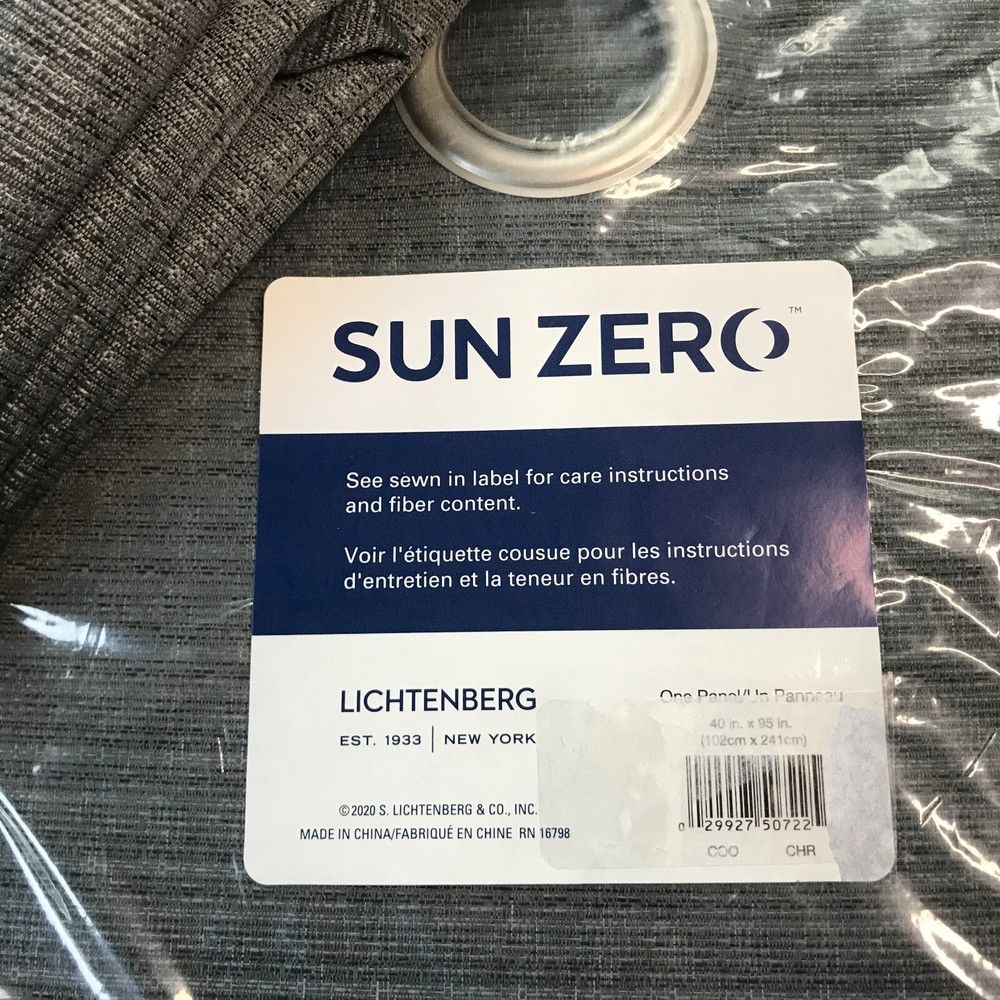 SUN ZERO™
See sewn in label for care instructions
and fiber content.
Voir l'étiquette cousue pour les instructions
d'entretien et la teneur en fibres.
LICHTENBERG
EST. 1933 | NEW YORK
One Panel/Un Panneau
40 in. x 95 in.
(102cm x 241cm)
©2020 S. LICHTENBERG & CO., INC.
MADE IN CHINA/FABRIQUÉ EN CHINE RN 16798
0 29927 50722
COO CHR